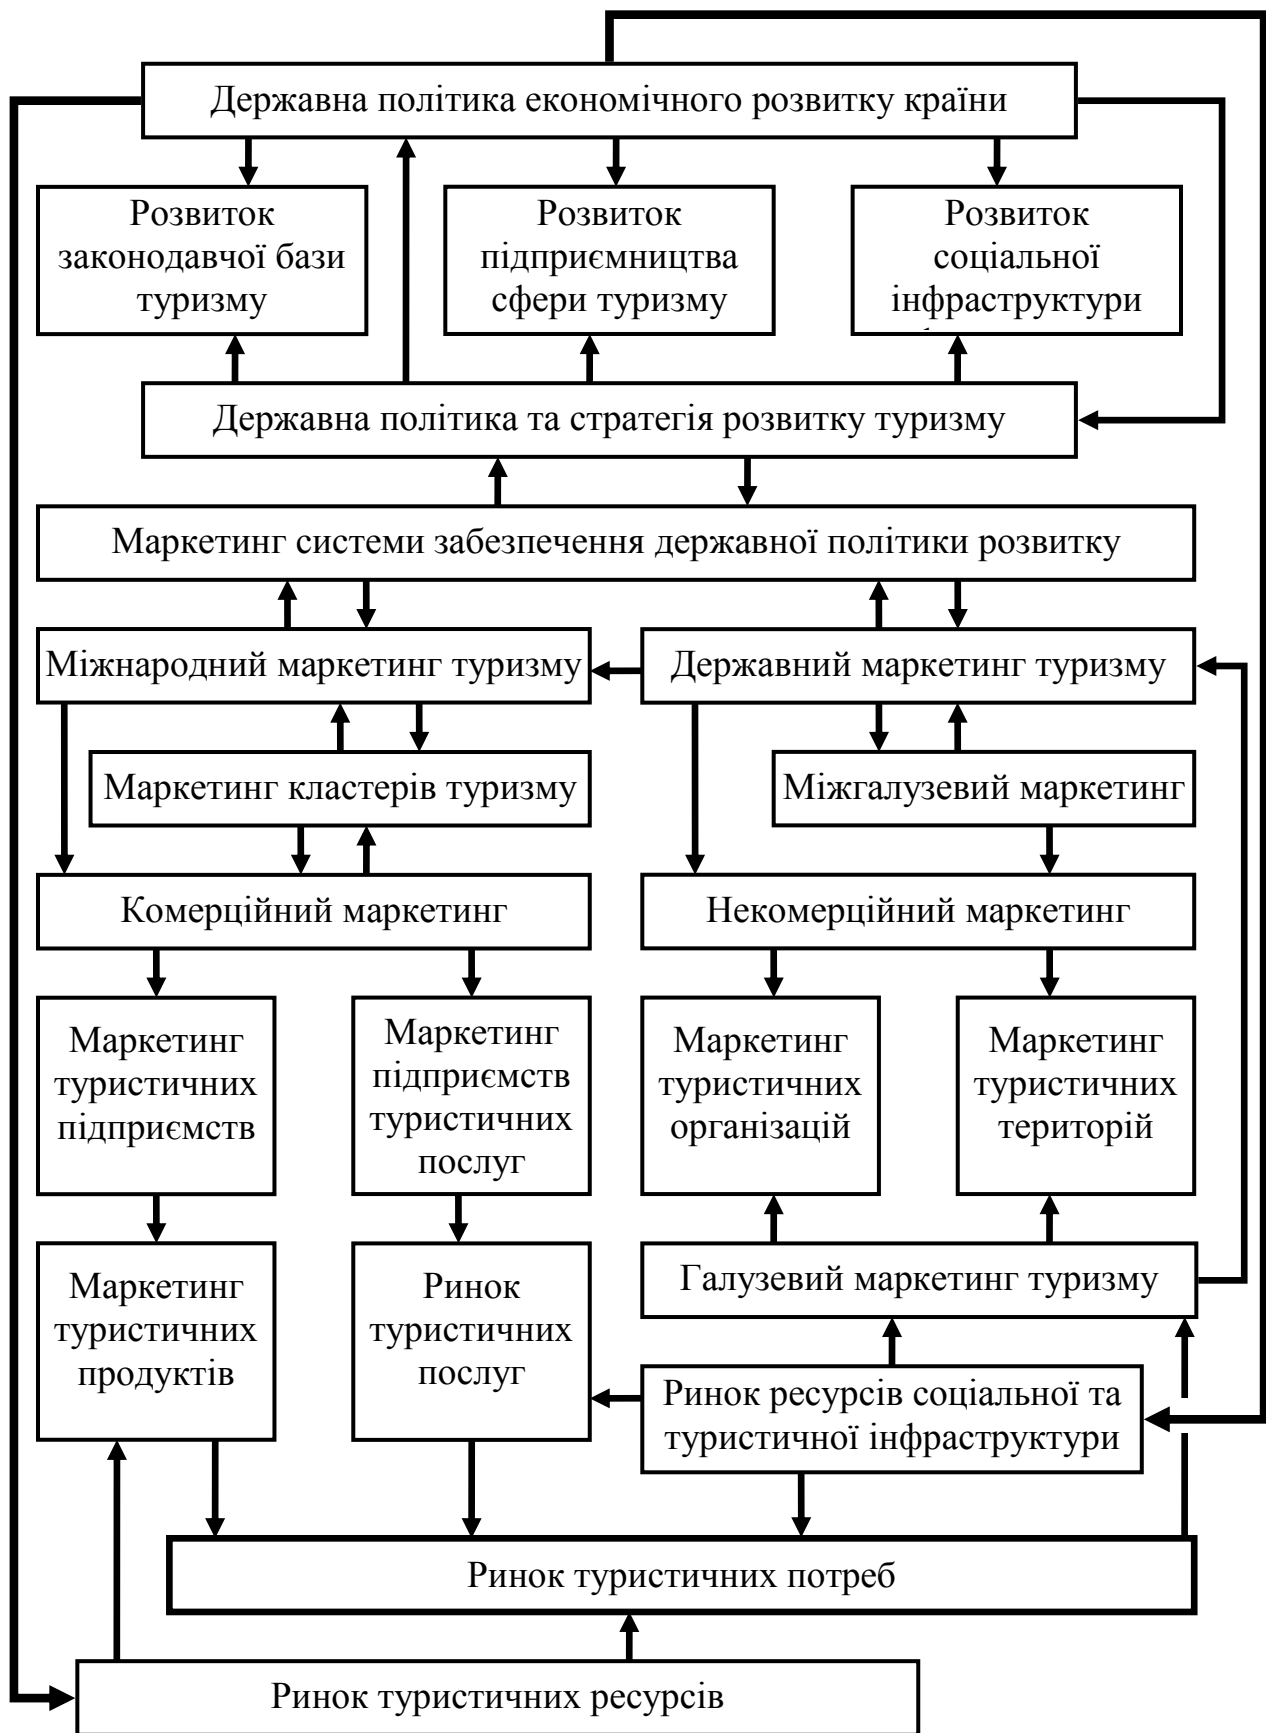 Державна політика економічного розвитку країни
Розвиток
законодавчої бази
туризму
Розвиток
підприємництва
сфери туризму
Розвиток
соціальної
інфраструктури
Державна політика та стратегія розвитку туризму
Маркетинг системи забезпечення державної політики розвитку
Міжнародний маркетинг туризму
Державний маркетинг туризму
Маркетинг кластерів туризму
Міжгалузевий маркетинг
Комерційний маркетинг
Некомерційний маркетинг
Маркетинг
туристичних
підприємств
Маркетинг
підприємств
туристичних
послуг
Маркетинг
туристичних
організацій
Маркетинг
туристичних
територій
Маркетинг
туристичних
продуктів
Ринок
туристичних
послуг
Галузевий маркетинг туризму
Ринок ресурсів соціальної та
туристичної інфраструктури
Ринок туристичних потреб
Ринок туристичних ресурсів